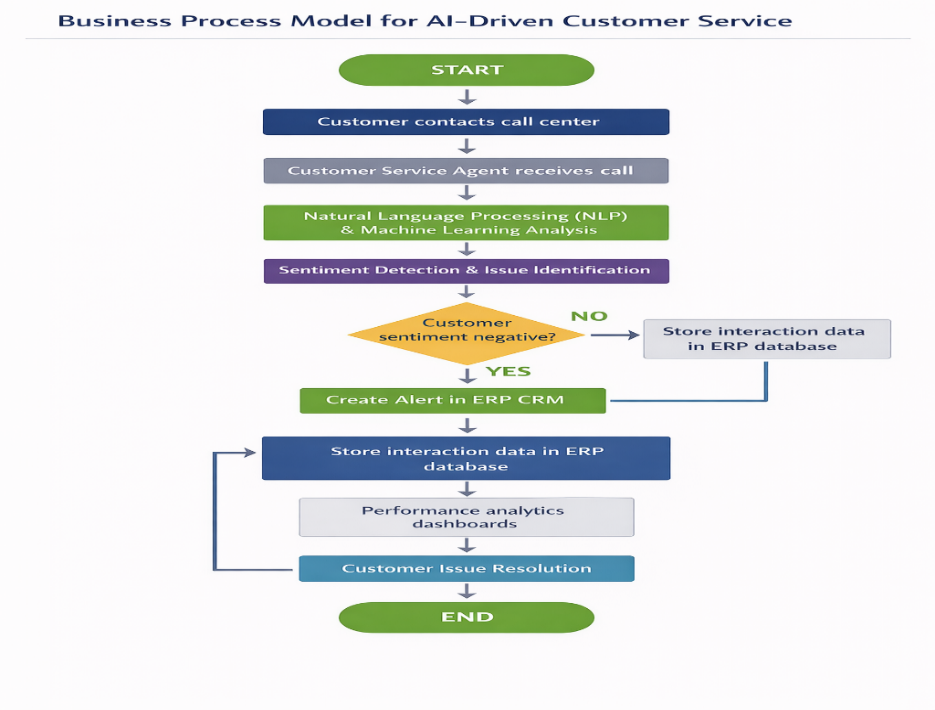 Business Process Model for AI-Driven Customer Service
START
Customer contacts call center
Customer Service Agent receives call
Natural Language Processing (NLP)
& Machine Learning Analysis
Sentiment Detection & Issue Identification
Customer
sentiment negative?
NO
Store interaction data
in ERP database
YES
Create Alert in ERP CRM
Store interaction data in ERP
database
Performance analytics
dashboards
Customer Issue Resolution
END